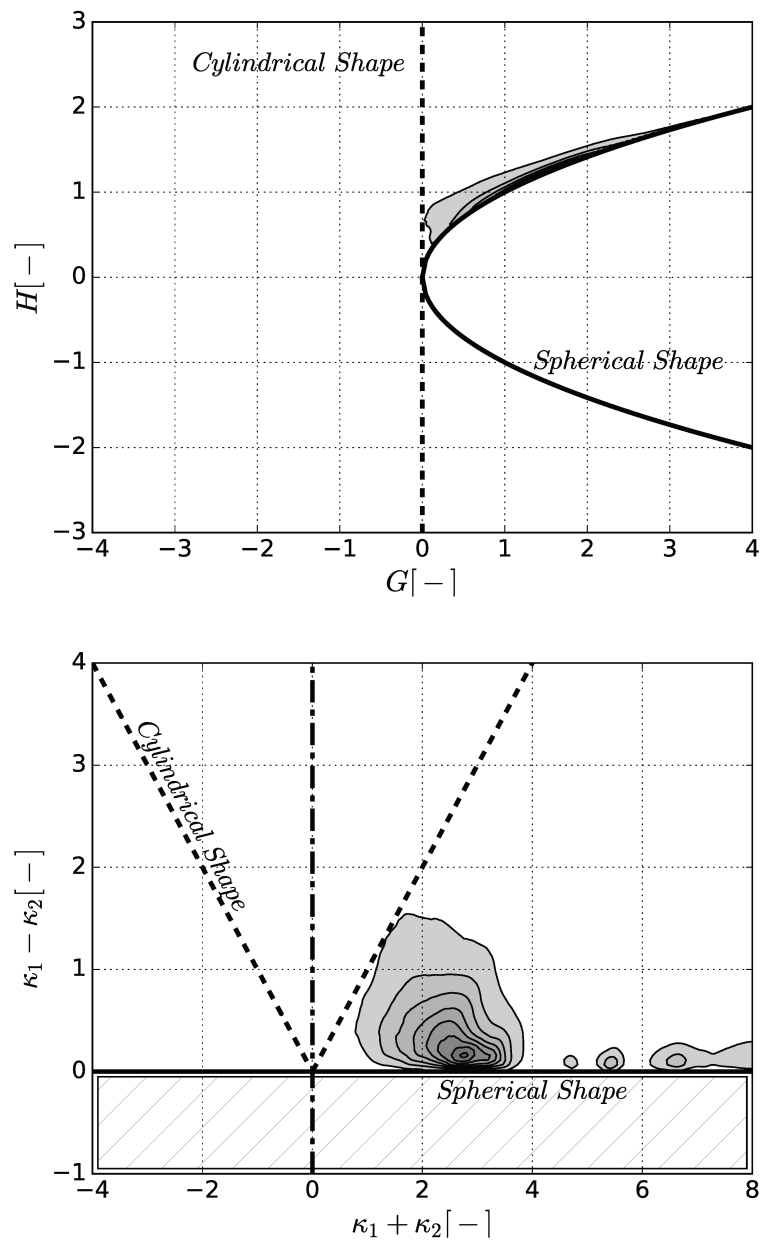 3
Cylindrical Shape
2
1
H[−]
0
−1
Spherical Shape
−2
−3
−4 −3 −2 −1 0 1 2 3 4
G[−]
4
Cylindrical Shape
3
2
κ₁ − κ₂[−]
1
0
Spherical Shape
−1
−4 −2 0 2 4 6 8
κ₁ + κ₂[−]